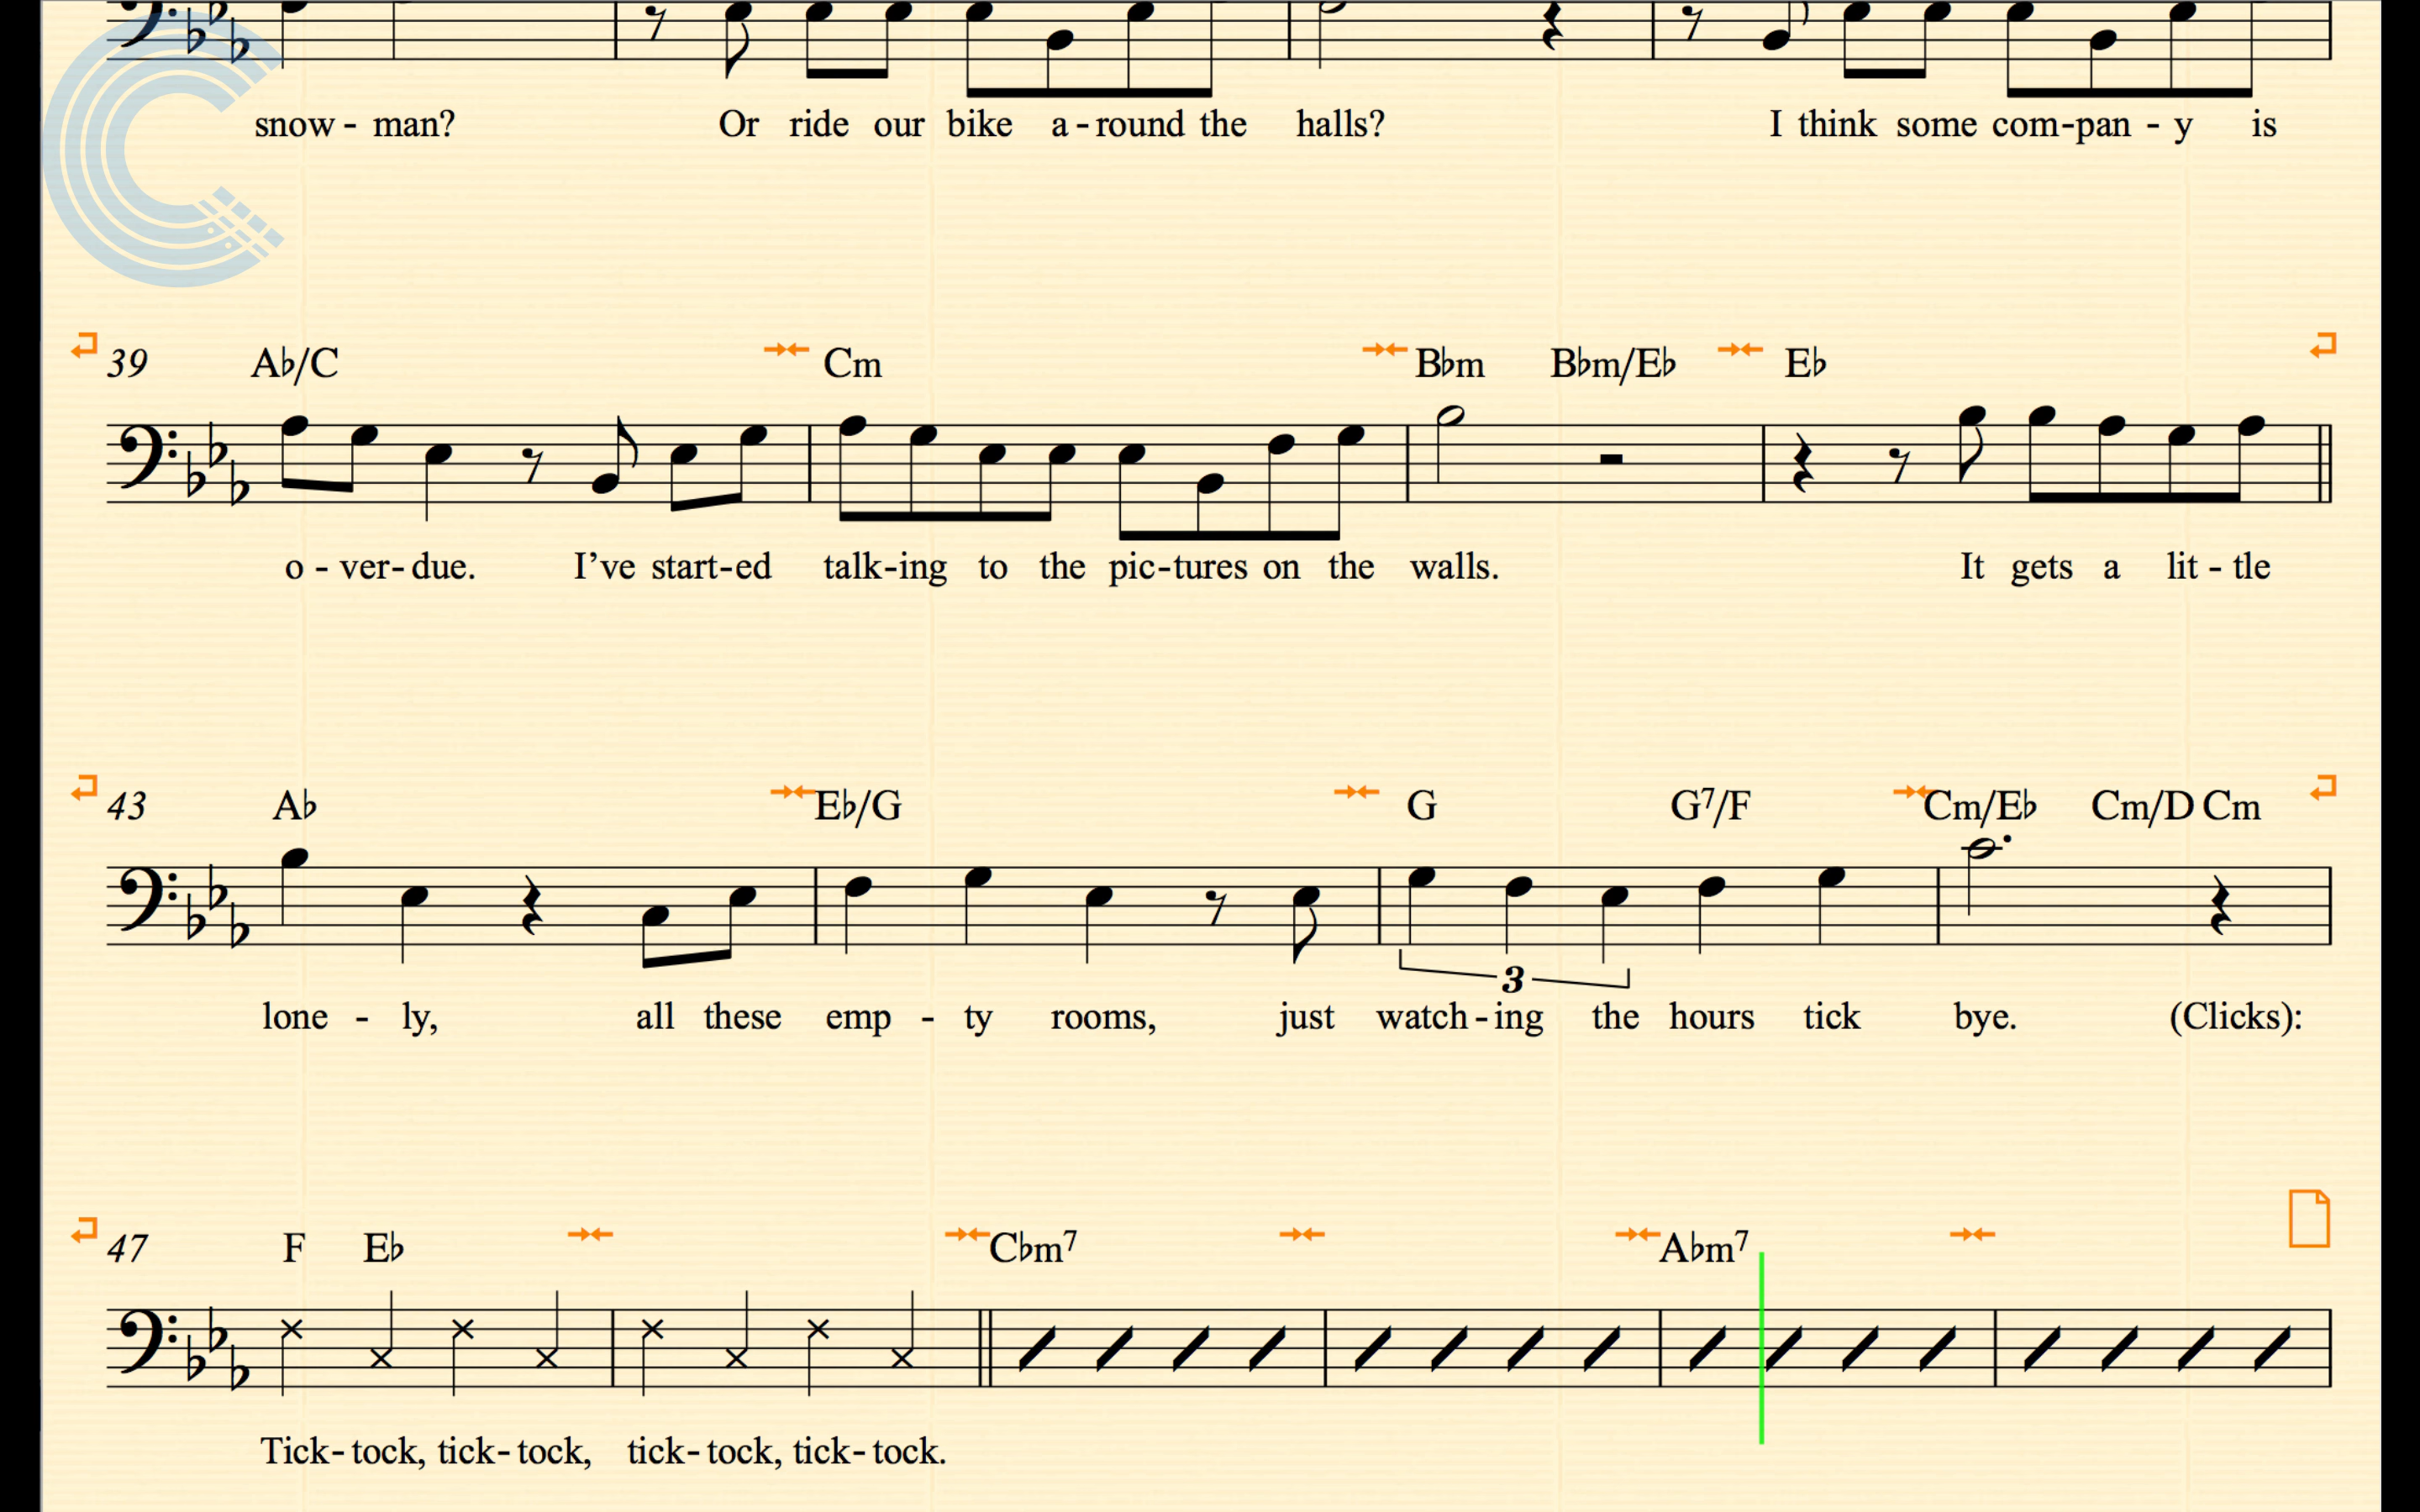 snow - man? Or ride our bike a - round the halls? I think some com-pan - y is
39 A♭/C Cm B♭m B♭m/E♭ E♭
o - ver- due. I’ve start-ed talk-ing to the pic-tures on the walls. It gets a lit - tle
43 A♭ E♭/G G G7/F Cm/E♭ Cm/D Cm
3
lone - ly, all these emp - ty rooms, just watch - ing the hours tick bye. (Clicks):
47 F E♭ C♭m7 A♭m7
Tick- tock, tick- tock, tick- tock, tick- tock.